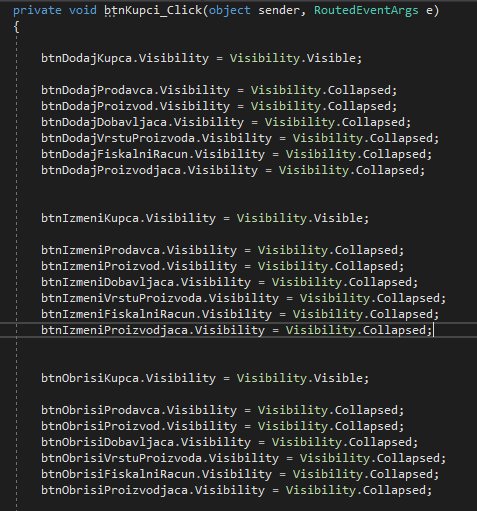 private void btnKupci_Click(object sender, RoutedEventArgs e)
{
btnDodajKupca.Visibility = Visibility.Visible;
btnDodajProdavca.Visibility = Visibility.Collapsed;
btnDodajProizvod.Visibility = Visibility.Collapsed;
btnDodajDobavljaca.Visibility = Visibility.Collapsed;
btnDodajVrstuProizvoda.Visibility = Visibility.Collapsed;
btnDodajFiskalniRacun.Visibility = Visibility.Collapsed;
btnDodajProizvodjaca.Visibility = Visibility.Collapsed;
btnIzmeniKupca.Visibility = Visibility.Visible;
btnIzmeniProdavca.Visibility = Visibility.Collapsed;
btnIzmeniProizvod.Visibility = Visibility.Collapsed;
btnIzmeniDobavljaca.Visibility = Visibility.Collapsed;
btnIzmeniVrstuProizvoda.Visibility = Visibility.Collapsed;
btnIzmeniFiskalniRacun.Visibility = Visibility.Collapsed;
btnIzmeniProizvodjaca.Visibility = Visibility.Collapsed;
btnObrisiKupca.Visibility = Visibility.Visible;
btnObrisiProdavca.Visibility = Visibility.Collapsed;
btnObrisiProizvod.Visibility = Visibility.Collapsed;
btnObrisiDobavljaca.Visibility = Visibility.Collapsed;
btnObrisiVrstuProizvoda.Visibility = Visibility.Collapsed;
btnObrisiFiskalniRacun.Visibility = Visibility.Collapsed;
btnObrisiProizvodjaca.Visibility = Visibility.Collapsed;